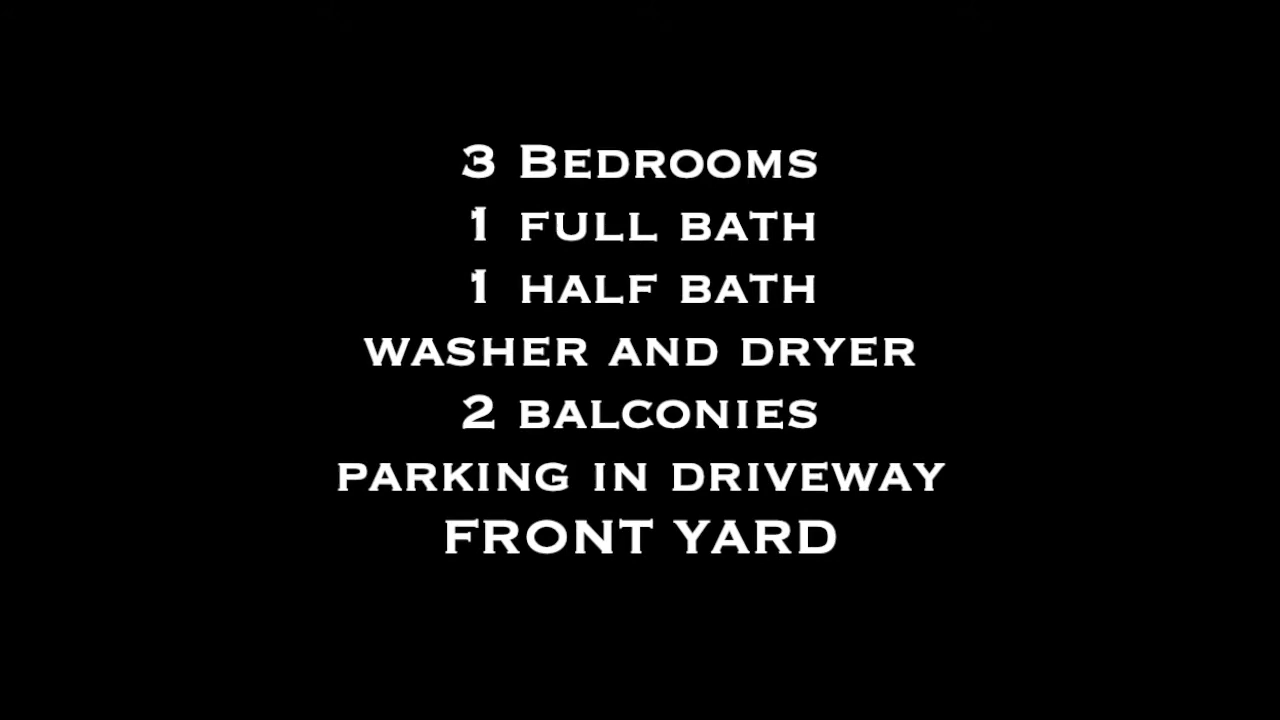 3 Bedrooms
1 full bath
1 half bath
washer and dryer
2 balconies
parking in driveway
FRONT YARD